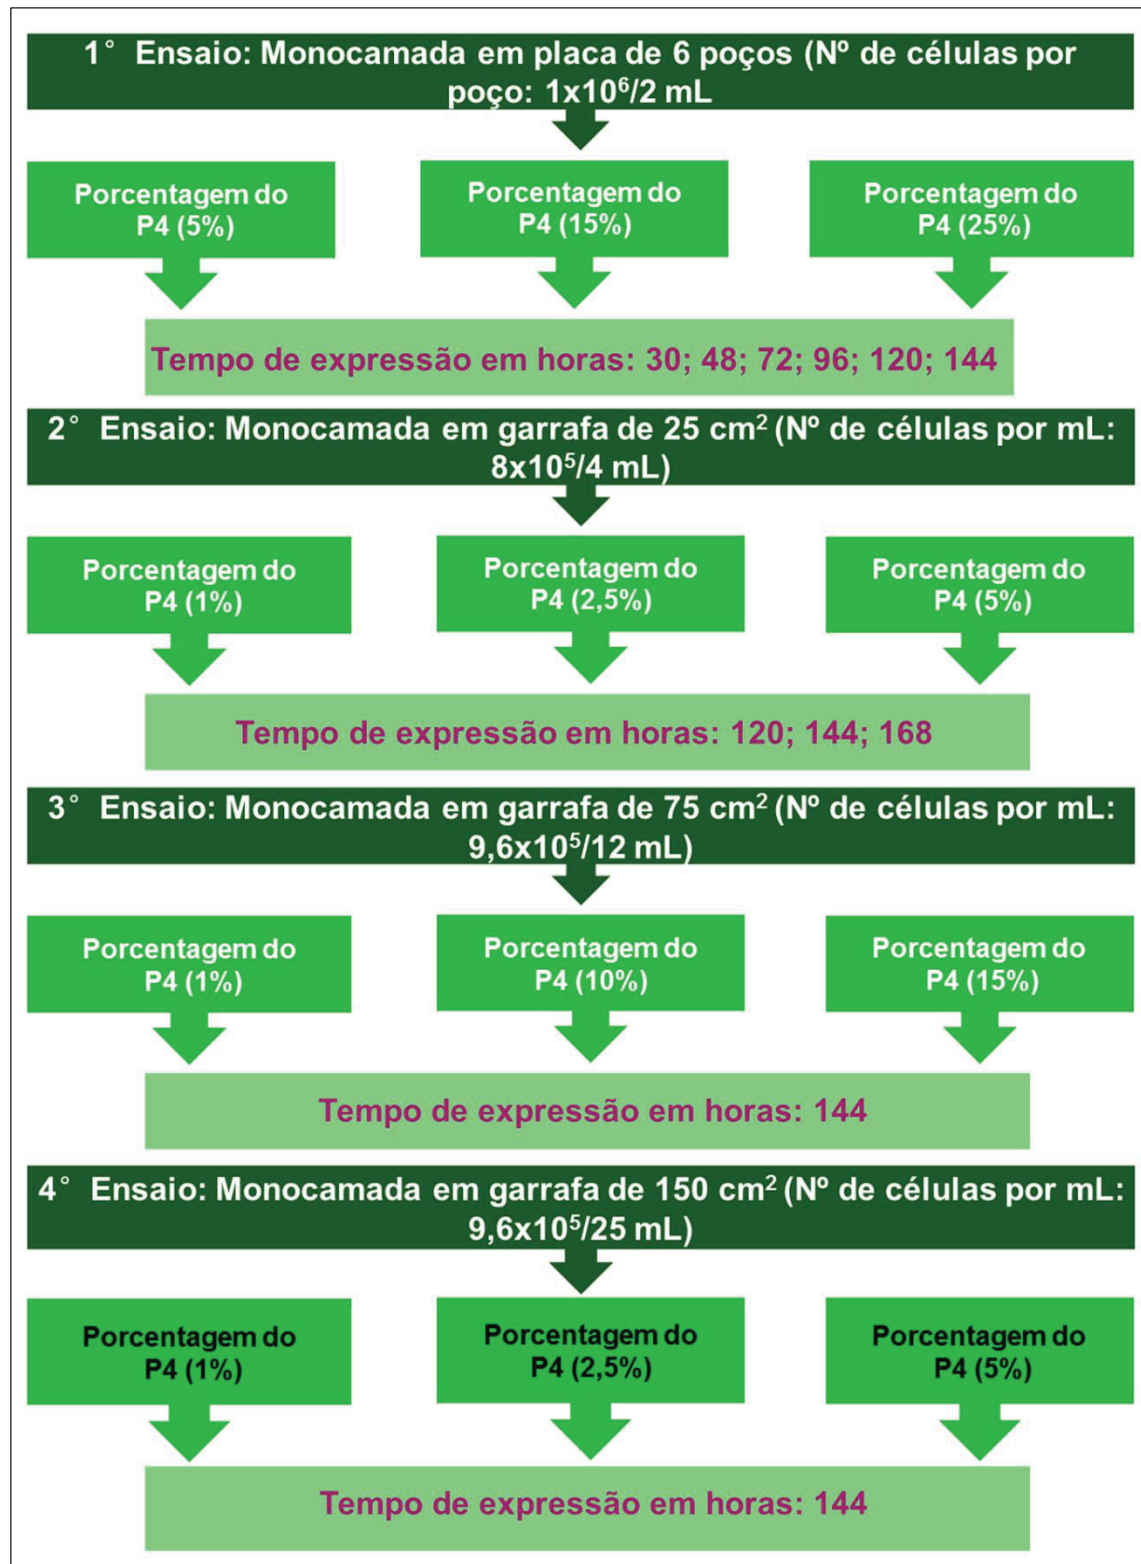 1° Ensaio: Monocamada em placa de 6 poços (Nº de células por
poço: 1x10⁶/2 mL
Porcentagem do
P4 (5%)
Porcentagem do
P4 (15%)
Porcentagem do
P4 (25%)
Tempo de expressão em horas: 30; 48; 72; 96; 120; 144
2° Ensaio: Monocamada em garrafa de 25 cm² (Nº de células por mL:
8x10⁵/4 mL)
Porcentagem do
P4 (1%)
Porcentagem do
P4 (2,5%)
Porcentagem do
P4 (5%)
Tempo de expressão em horas: 120; 144; 168
3° Ensaio: Monocamada em garrafa de 75 cm² (Nº de células por mL:
9,6x10⁵/12 mL)
Porcentagem do
P4 (1%)
Porcentagem do
P4 (10%)
Porcentagem do
P4 (15%)
Tempo de expressão em horas: 144
4° Ensaio: Monocamada em garrafa de 150 cm² (Nº de células por mL:
9,6x10⁵/25 mL)
Porcentagem do
P4 (1%)
Porcentagem do
P4 (2,5%)
Porcentagem do
P4 (5%)
Tempo de expressão em horas: 144